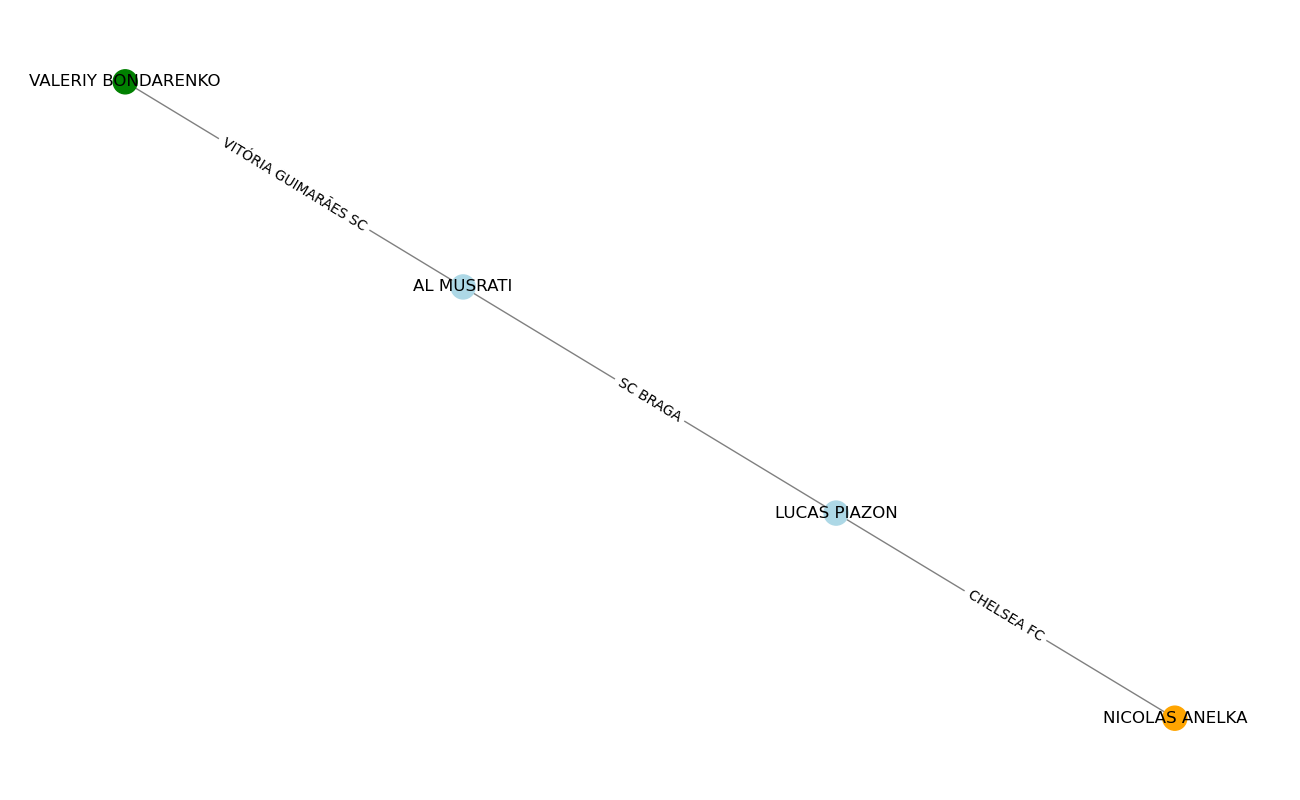 VALERIY BONDARENKO
VITÓRIA GUIMARÃES SC
AL MUSRATI
SC BRAGA
LUCAS PIAZON
CHELSEA FC
NICOLAS ANELKA